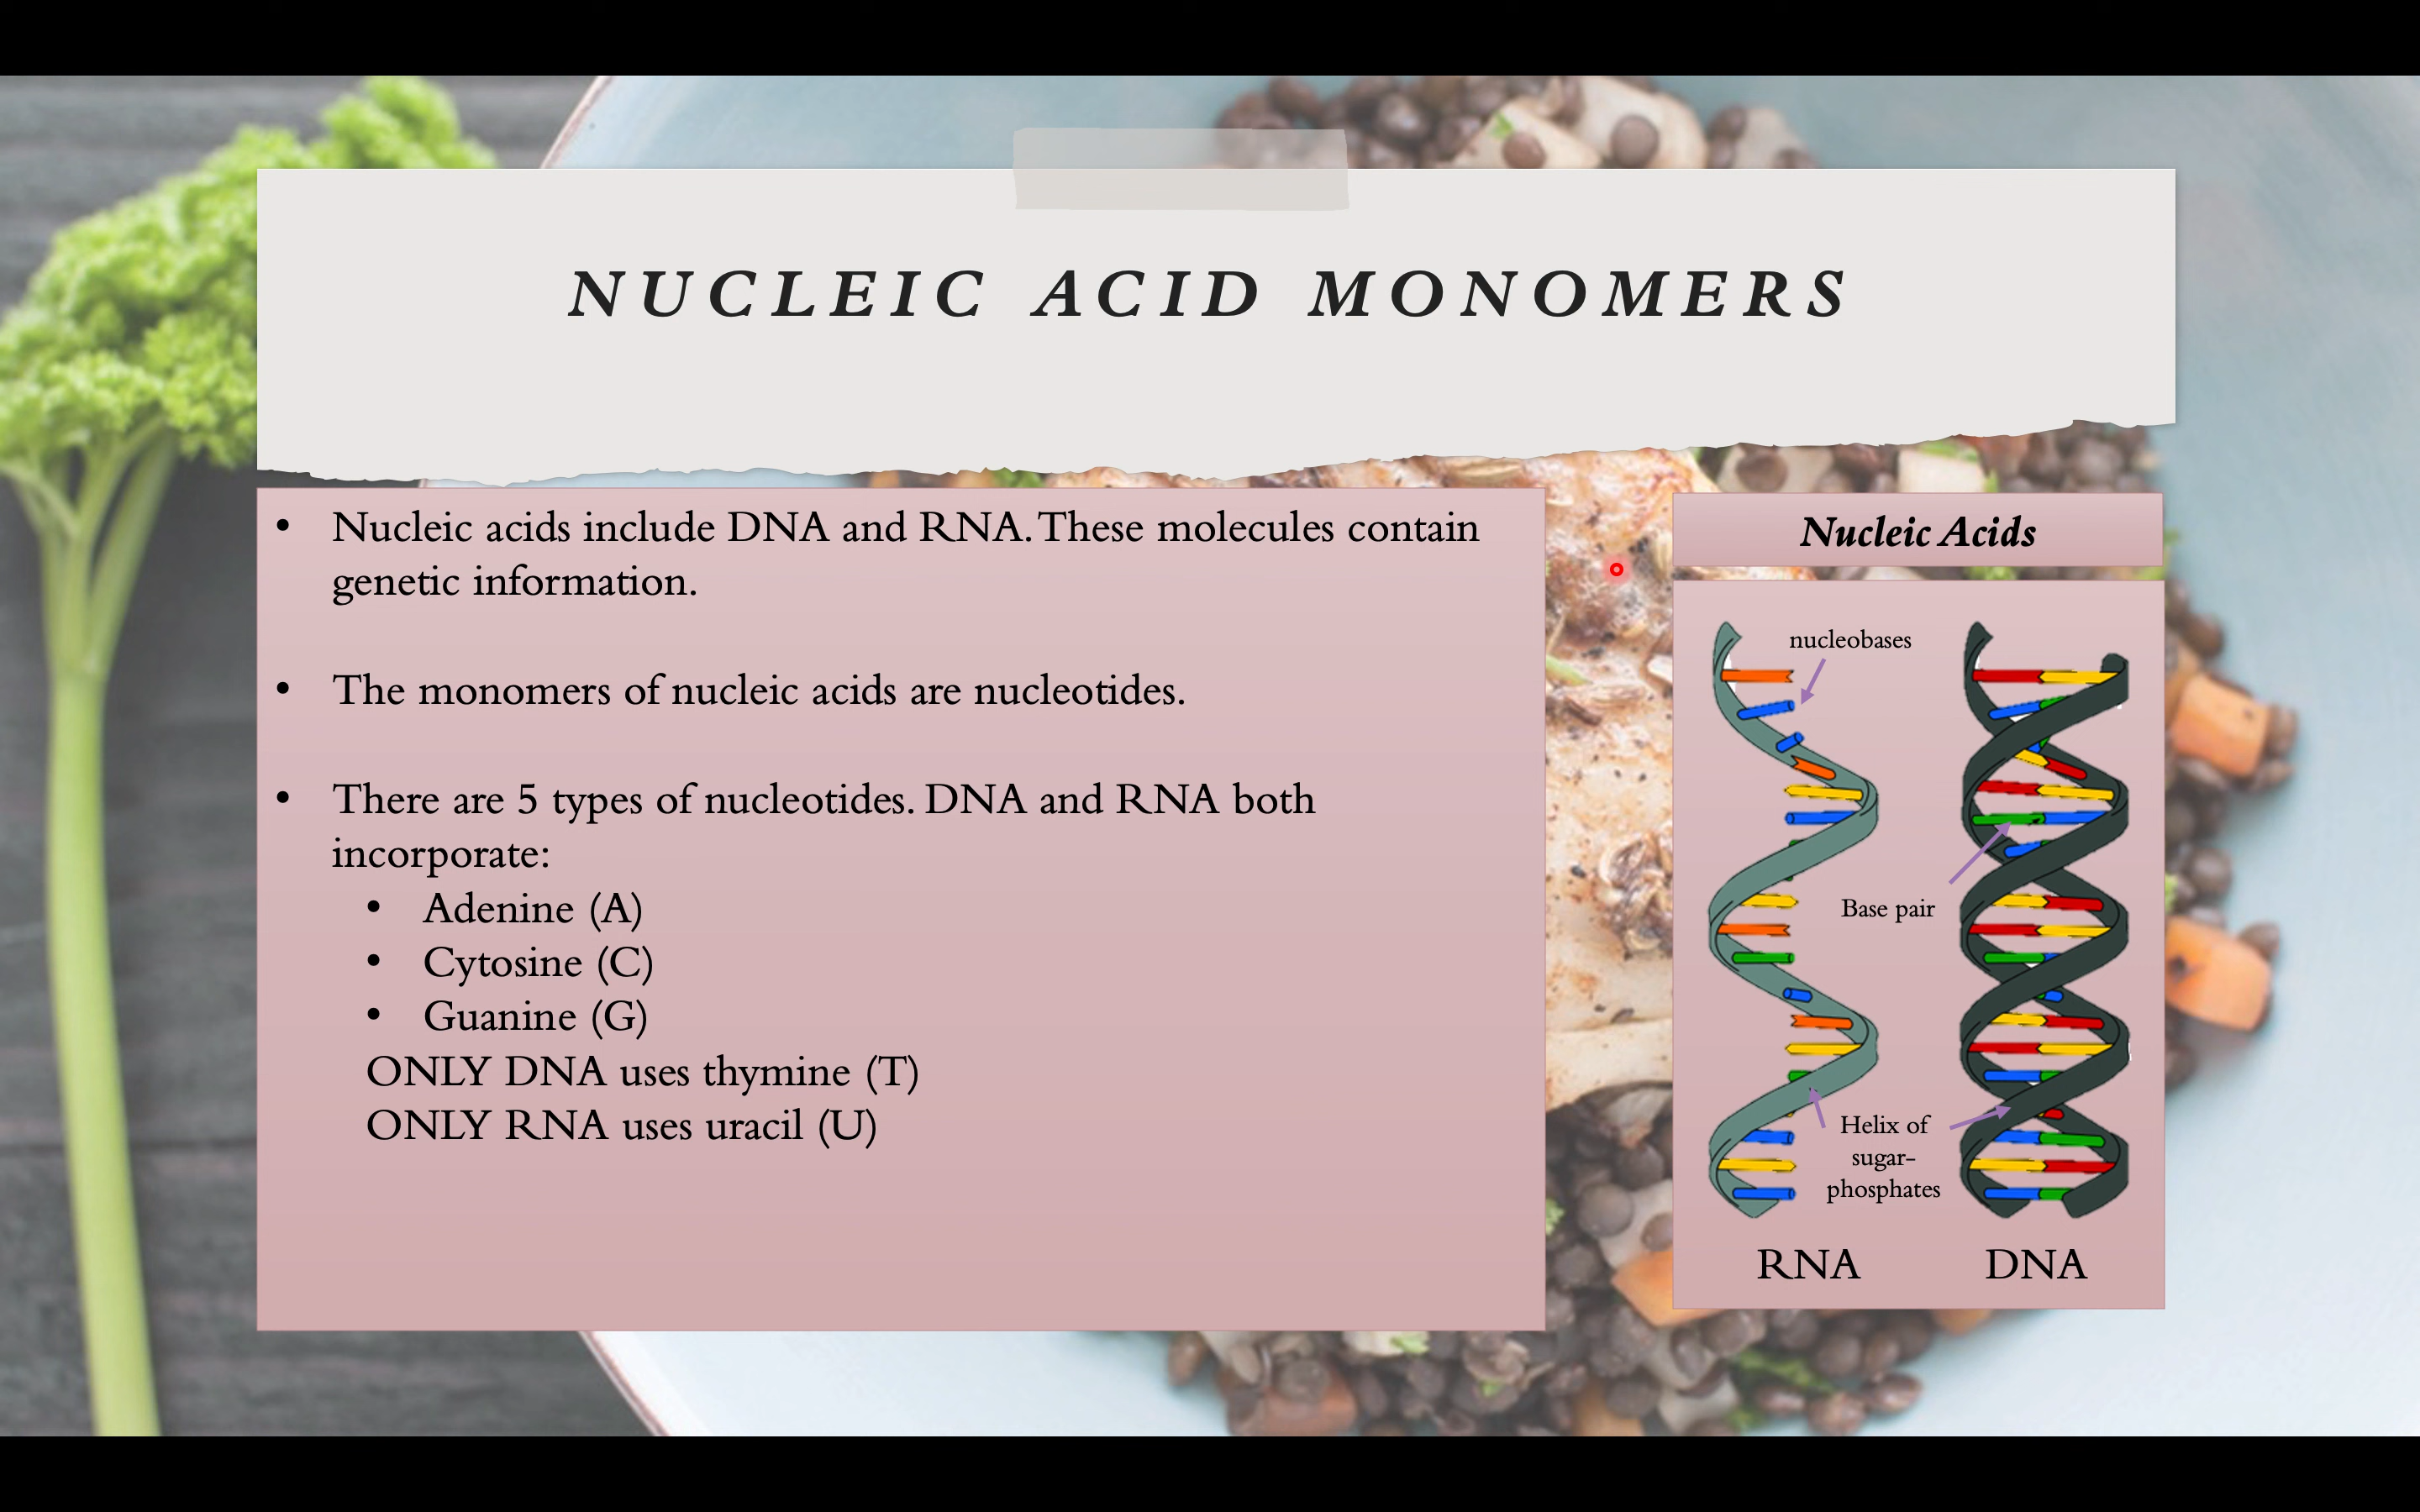 NUCLEIC ACID MONOMERS
• Nucleic acids include DNA and RNA. These molecules contain
genetic information.
• The monomers of nucleic acids are nucleotides.
• There are 5 types of nucleotides. DNA and RNA both
incorporate:
• Adenine (A)
• Cytosine (C)
• Guanine (G)
ONLY DNA uses thymine (T)
ONLY RNA uses uracil (U)
Nucleic Acids
nucleobases
Base pair
Helix of
sugar-
phosphates
RNA
DNA